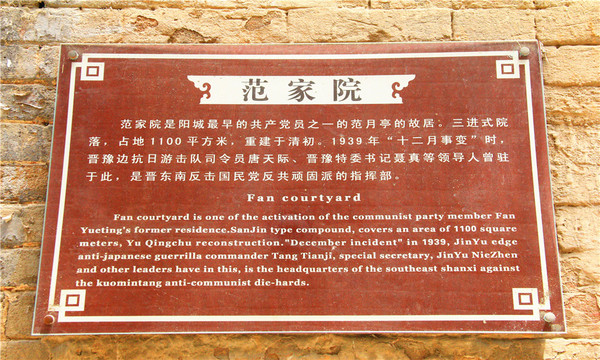 范家院
范家院是阳城最早的共产党员之一的范月亭的故居。三进式院
落，占地1100平方米，重建于清初。1939年“十二月事变”时，
晋豫边抗日游击队司令员唐天际、晋豫特委书记聂真等领导人曾驻
于此，是晋东南反击国民党反共顽固派的指挥部。
Fan courtyard
Fan courtyard is one of the activation of the communist party member Fan
Yueting's former residence.SanJin type compound, covers an area of 1100 square
meters, Yu Qingchu reconstruction."December incident" in 1939, JinYu edge
anti-japanese guerrilla commander Tang Tianji, special secretary, JinYu NieZhen
and other leaders have in this, is the headquarters of the southeast shanxi against
the kuomintang anti-communist die-hards.